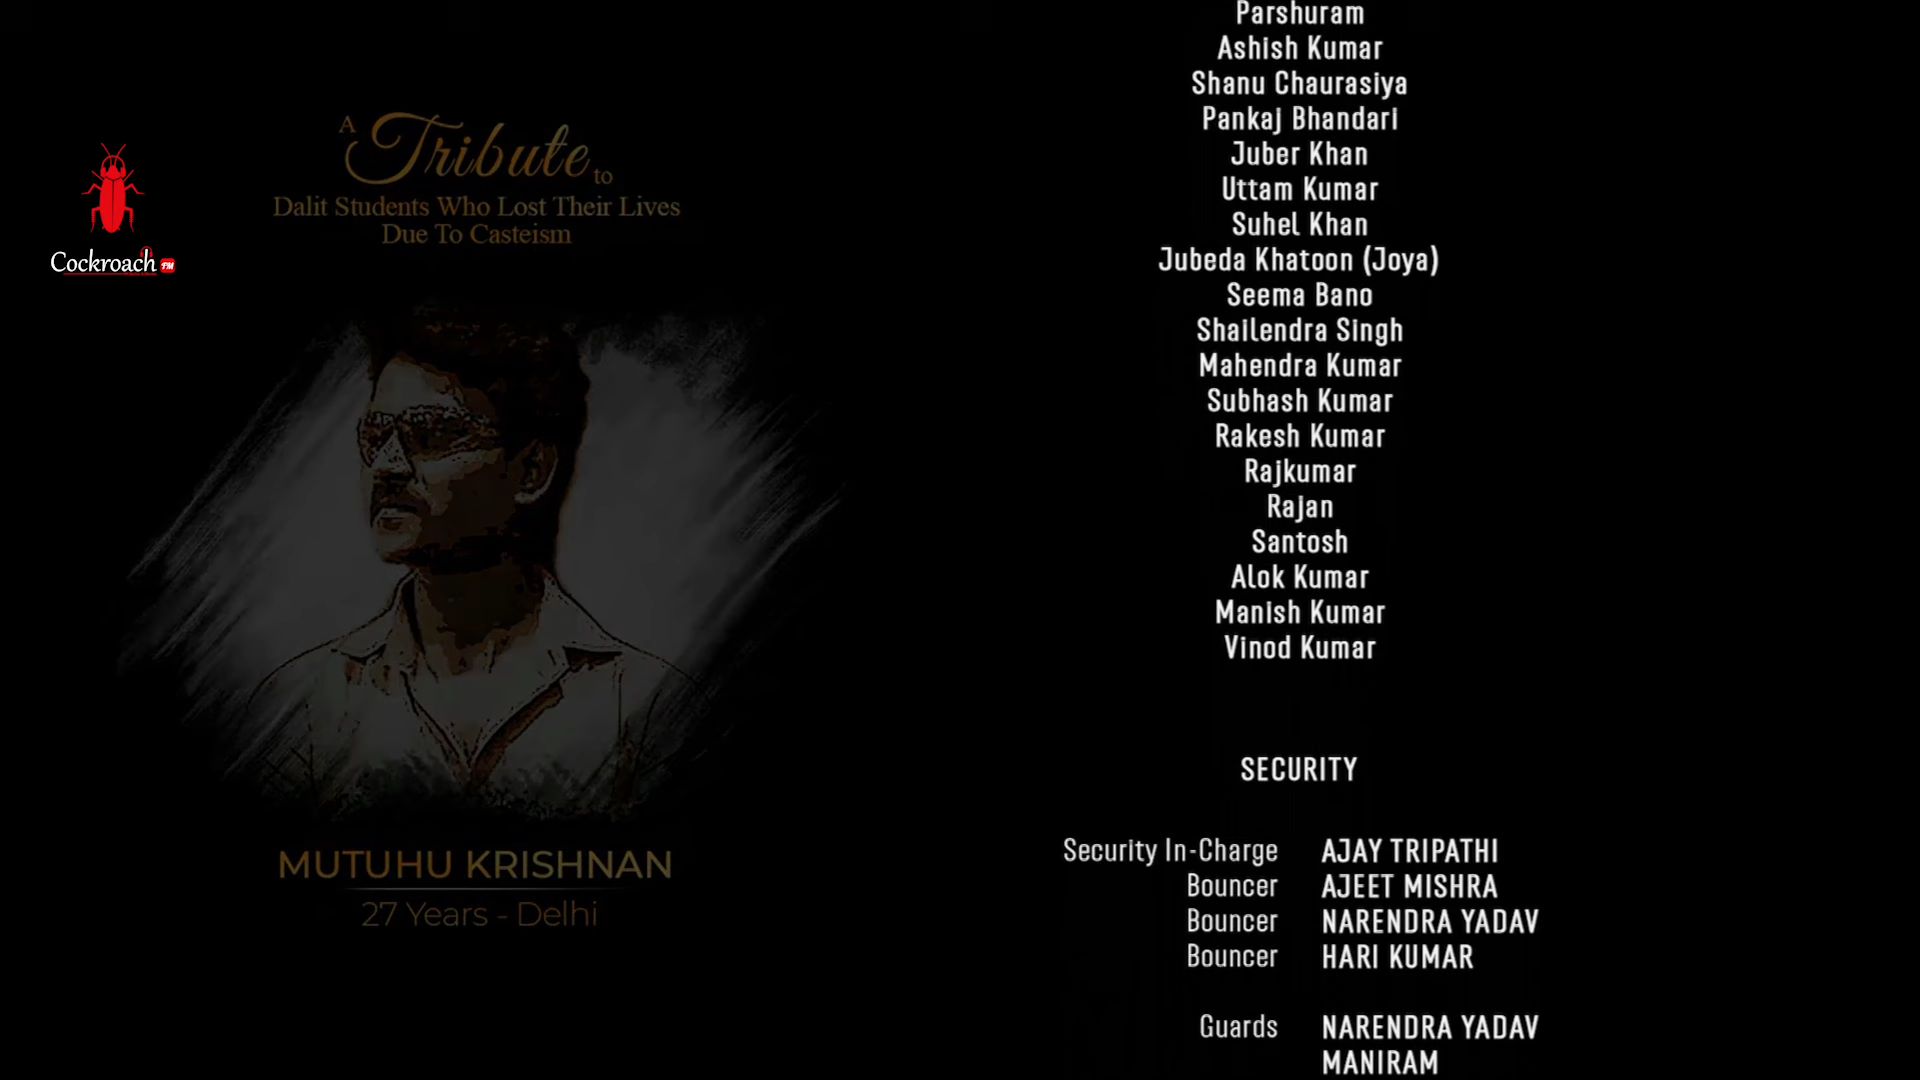 Cockroach FM
A Tribute to
Dalit Students Who Lost Their Lives
Due To Casteism
MUTUHU KRISHNAN
27 Years - Delhi
Parshuram
Ashish Kumar
Shanu Chaurasiya
Pankaj Bhandari
Juber Khan
Uttam Kumar
Suhel Khan
Jubeda Khatoon (Joya)
Seema Bano
Shailendra Singh
Mahendra Kumar
Subhash Kumar
Rakesh Kumar
Rajkumar
Rajan
Santosh
Alok Kumar
Manish Kumar
Vinod Kumar
SECURITY
Security In-Charge AJAY TRIPATHI
Bouncer AJEET MISHRA
Bouncer NARENDRA YADAV
Bouncer HARI KUMAR
Guards NARENDRA YADAV
MANIRAM